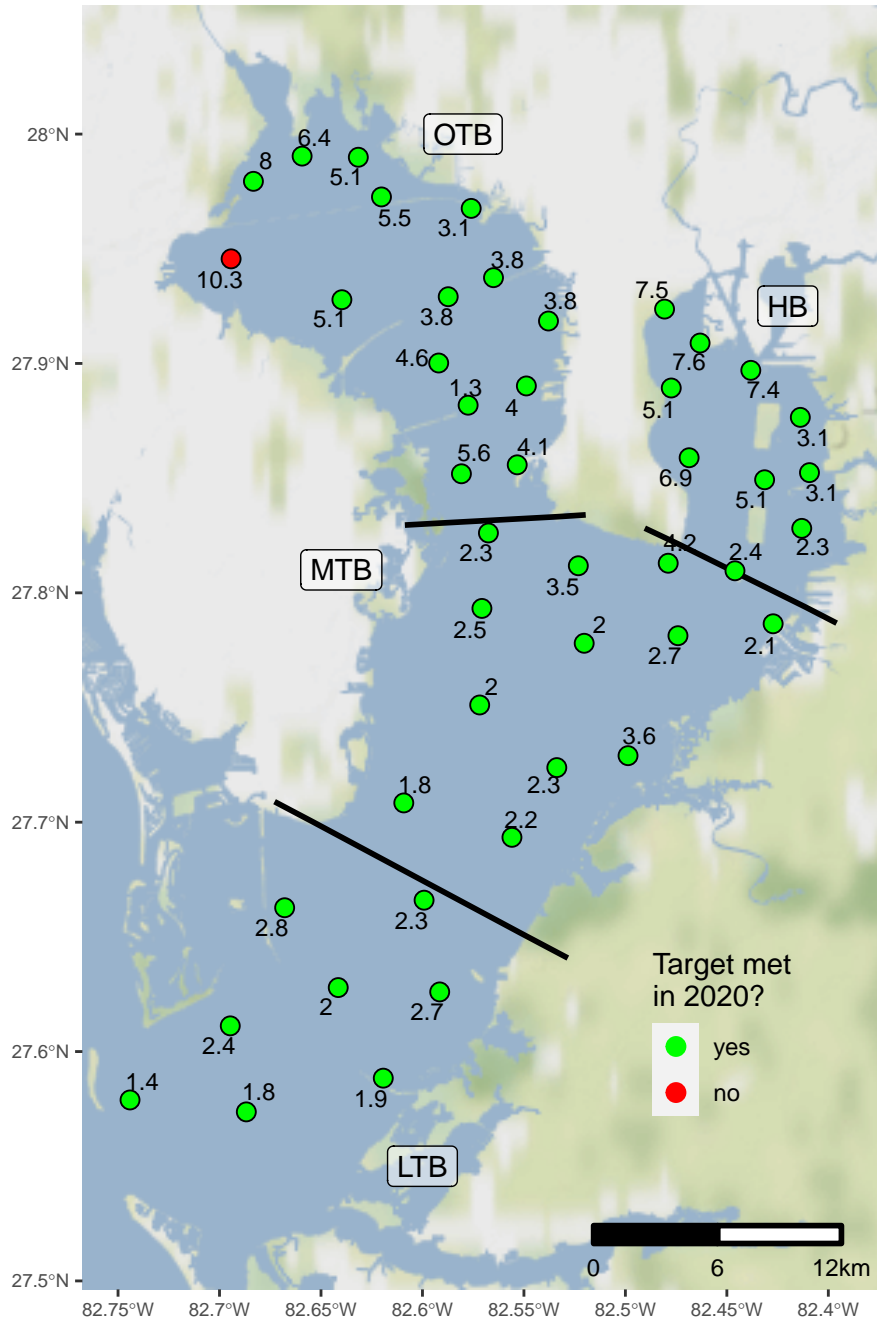 28°N
27.9°N
27.8°N
27.7°N
27.6°N
27.5°N
OTB
8
6.4
5.1
5.5
3.1
10.3
5.1
3.8
3.8
3.8
4.6
1.3
4
5.6
4.1
HB
7.5
7.6
7.4
5.1
3.1
6.9
5.1
3.1
2.3
MTB
2.3
3.5
4.2
2.4
2.5
2
2.7
2.1
2
3.6
2.3
1.8
2.2
2.8
2.3
2
2.7
2.4
1.4
1.8
1.9
LTB
Target met
in 2020?
yes
no
0 6 12km
82.75°W 82.7°W 82.65°W 82.6°W 82.55°W 82.5°W 82.45°W 82.4°W